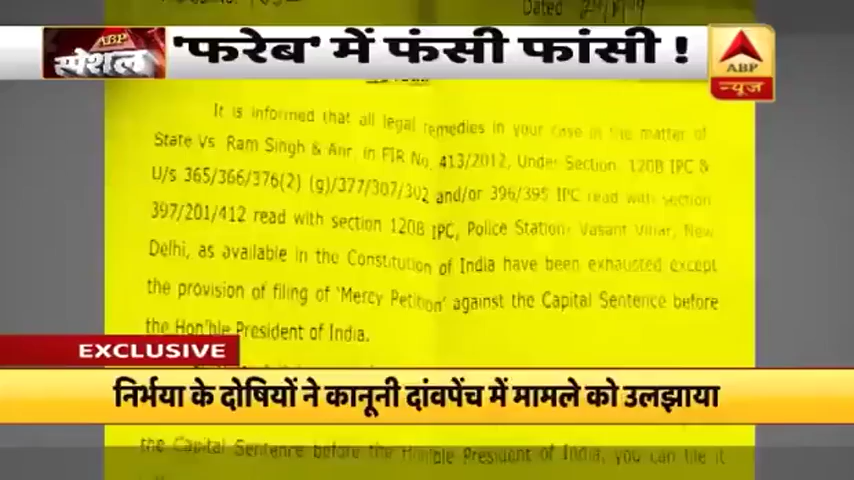 Dated
ABP
स्पेशल
'फरेब' में फंसी फांसी !
ABP
न्यूज़
It is informed that all legal remedies in your case in the matter of
State Vs. Ram Singh & Anr. in FIR No. 413/2012, Under Section. 120B IPC &
U/s 365/366/376(2) (g)/377/307/302 and/or 396/395 IPC read with section
397/201/412 read with section 120B IPC, Police Station: Vasant Vihar, New
Delhi, as available in the Constitution of India have been exhausted except
the provision of filing of 'Mercy Petition' against the Capital Sentence before
the Hon'ble President of India.
EXCLUSIVE
निर्भया के दोषियों ने कानूनी दांवपेंच में मामले को उलझाया
the Capital Sentence before the Hon'ble President of India, you can file it